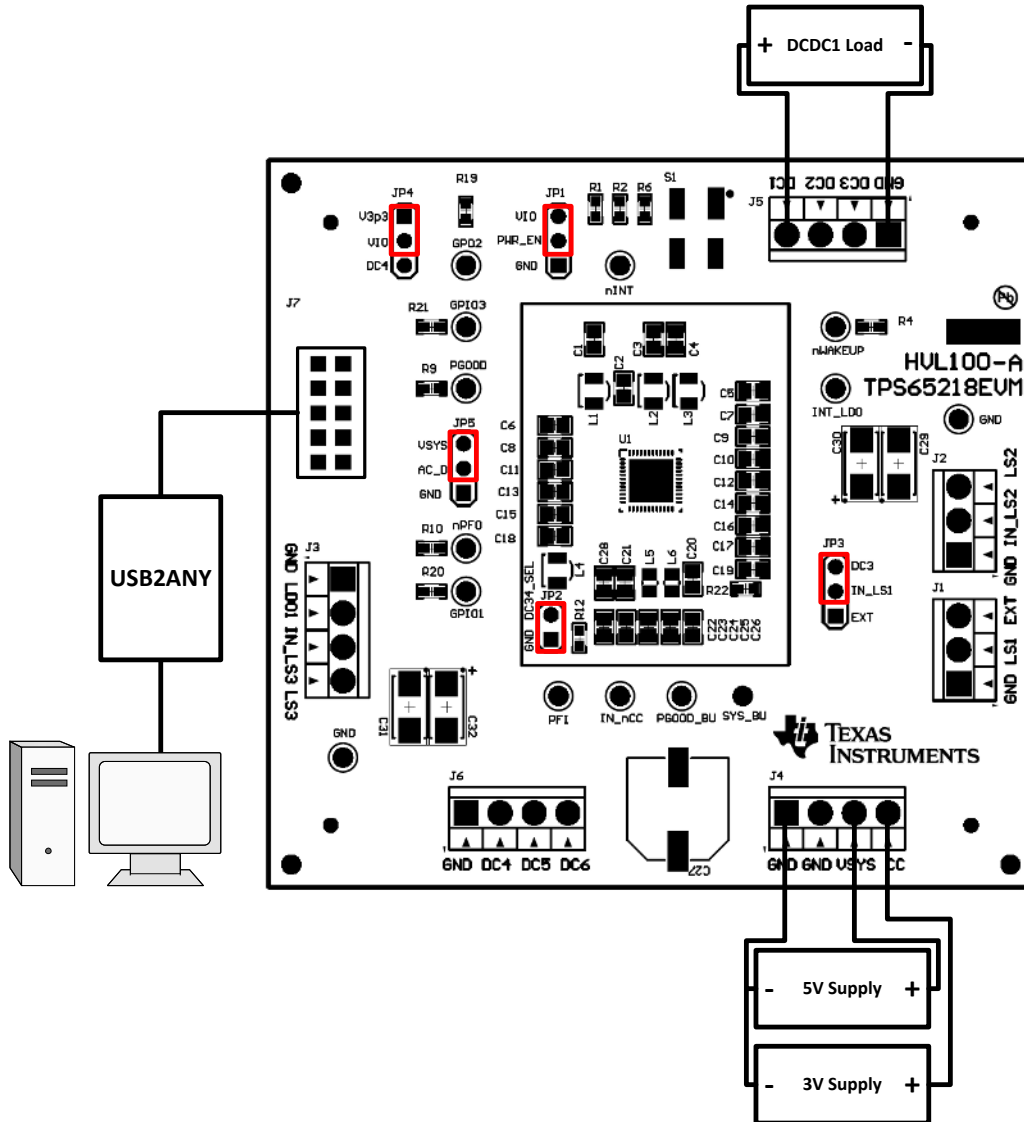 + DCDC1 Load -
JP4
V3p3
VIO
DC4
R19
GPO2
JP1
VIO
PWR_EN
GND
R1
R2
R6
S1
nINT
J5
DC1 DC2 DC3 GND
J7
R21
GPIO3
R9
PGOOD
JP5
VSYS
AC_D
GND
R10
nPFO
R20
GPIO1
C1
C2
C3
C4
L1
L2
L3
U1
C6
C8
C11
C13
C15
C18
C5
C7
C9
C10
C12
C14
C16
C17
C19
R22
L4
C28
C21
L5
L6
C20
JP2
GND DC34_SEL
R12
C22
C23
C24
C25
C26
nWAKEUP
R4
Pb
HVL100-A
TPS65218EVM
INT_LDO
GND
C30
C29
J2
GND IN_LS2 LS2
JP3
DC3
IN_LS1
EXT
J1
GND LS1 EXT
USB2ANY
J3
GND LDO1 IN_LS3 LS3
C31
C32
GND
PFI
IN_nCC
PGOOD_BU
SYS_BU
TEXAS
INSTRUMENTS
J6
GND DC4 DC5 DC6
C27
J4
GND GND VSYS CC
- 5V Supply +
- 3V Supply +